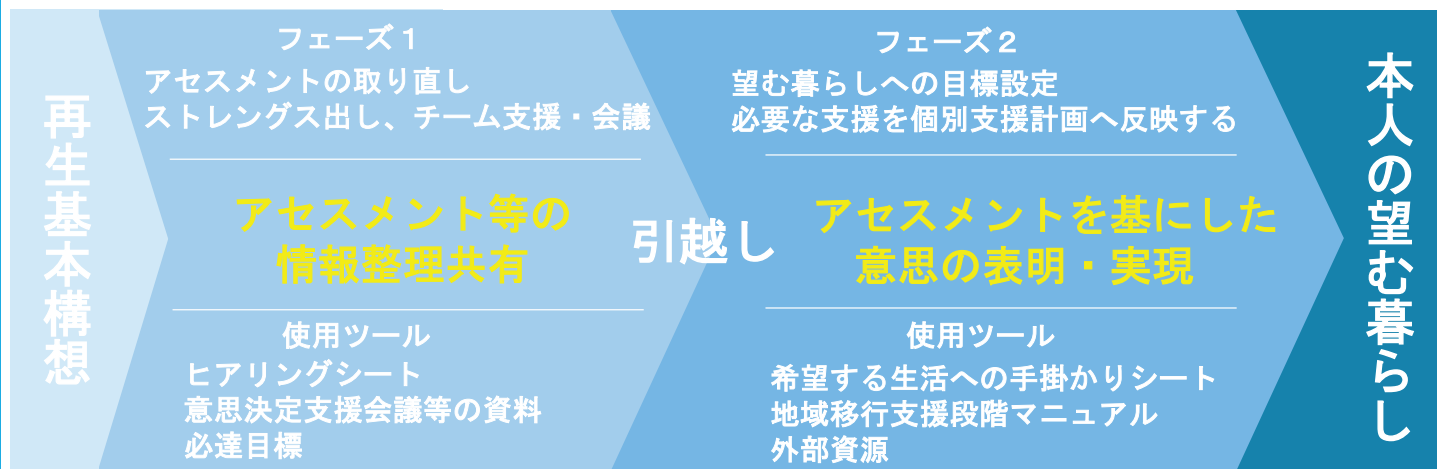 再生基本構想
フェーズ１
アセスメントの取り直し
ストレングス出し、チーム支援・会議
アセスメント等の
情報整理共有
使用ツール
ヒアリングシート
意思決定支援会議等の資料
必達目標
引越し
フェーズ２
望む暮らしへの目標設定
必要な支援を個別支援計画へ反映する
アセスメントを基にした
意思の表明・実現
使用ツール
希望する生活への手掛かりシート
地域移行支援段階マニュアル
外部資源
本人の望む暮らし